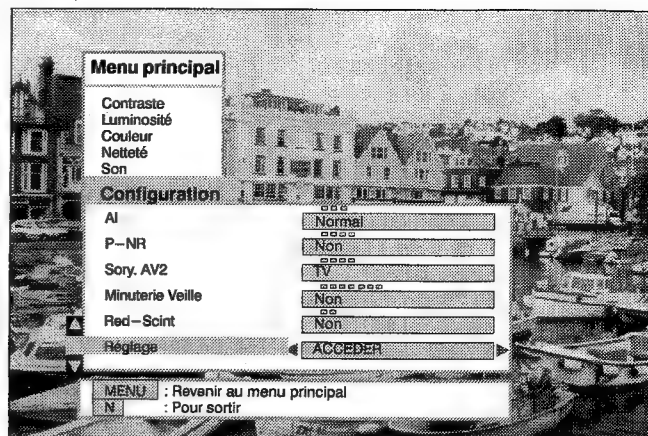 Menu principal
Contraste
Luminosité
Couleur
Netteté
Son
Configuration
AI Normal
P-NR Non
Sory. AV2 TV
Minuterie Veille Non
Red-Scint Non
Réglage ACCEDER
MENU : Revenir au menu principal
N : Pour sortir